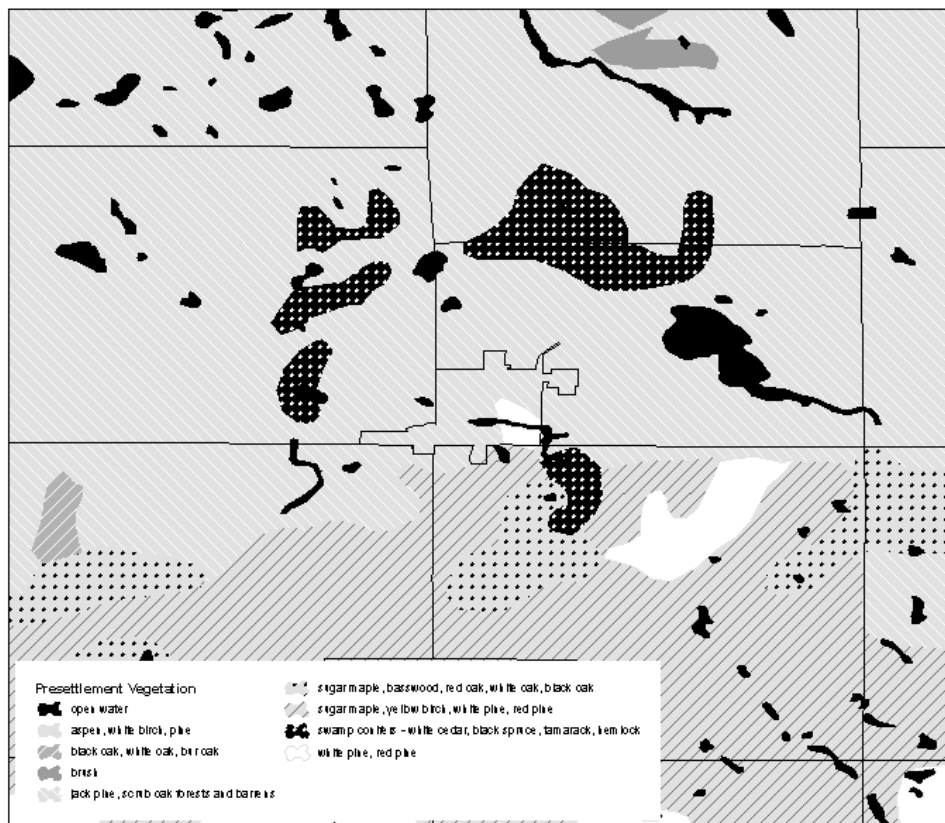 Presettlement Vegetation
open water
aspen, white birch, pine
black oak, white oak, bur oak
brush
jack pine, scrub oak forests and barrens
sugar maple, basswood, red oak, white oak, black oak
sugar maple, yellow birch, white pine, red pine
swamp conifers - white cedar, black spruce, tamarack, hemlock
white pine, red pine